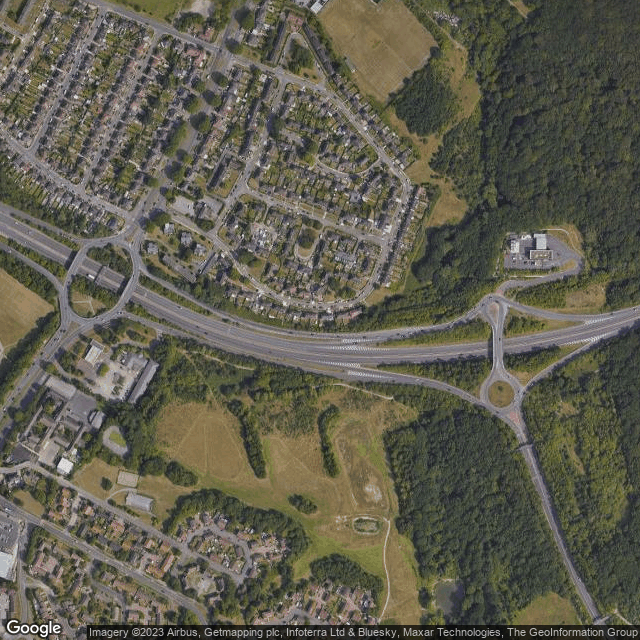 Google
Imagery ©2023 Airbus, Getmapping plc, Infoterra Ltd & Bluesky, Maxar Technologies, The GeoInformation Group